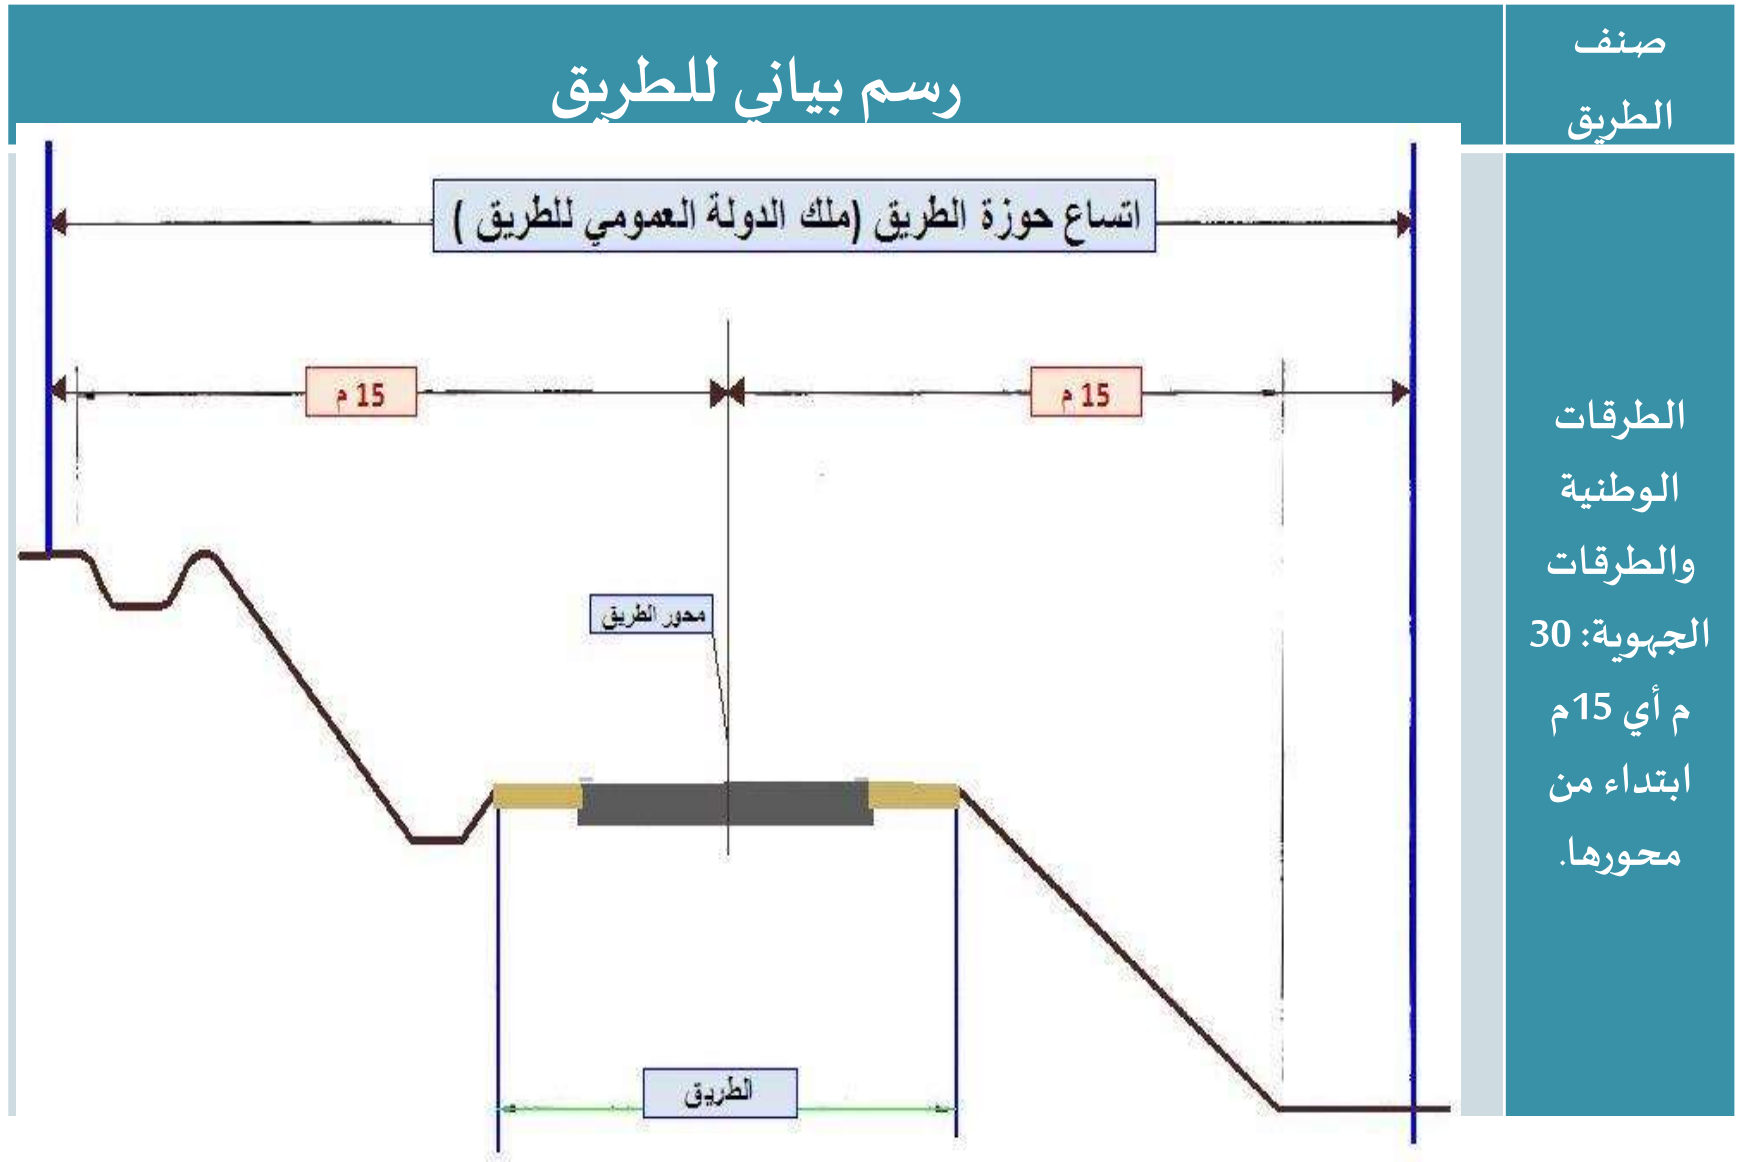 صنف
الطريق
رسم بياني للطريق
اتساع حوزة الطريق (ملك الدولة العمومي للطريق )
15 م
15 م
محور الطريق
الطريق
الطرقات
الوطنية
والطرقات
الجهوية: 30
م أي 15م
ابتداء من
محورها.